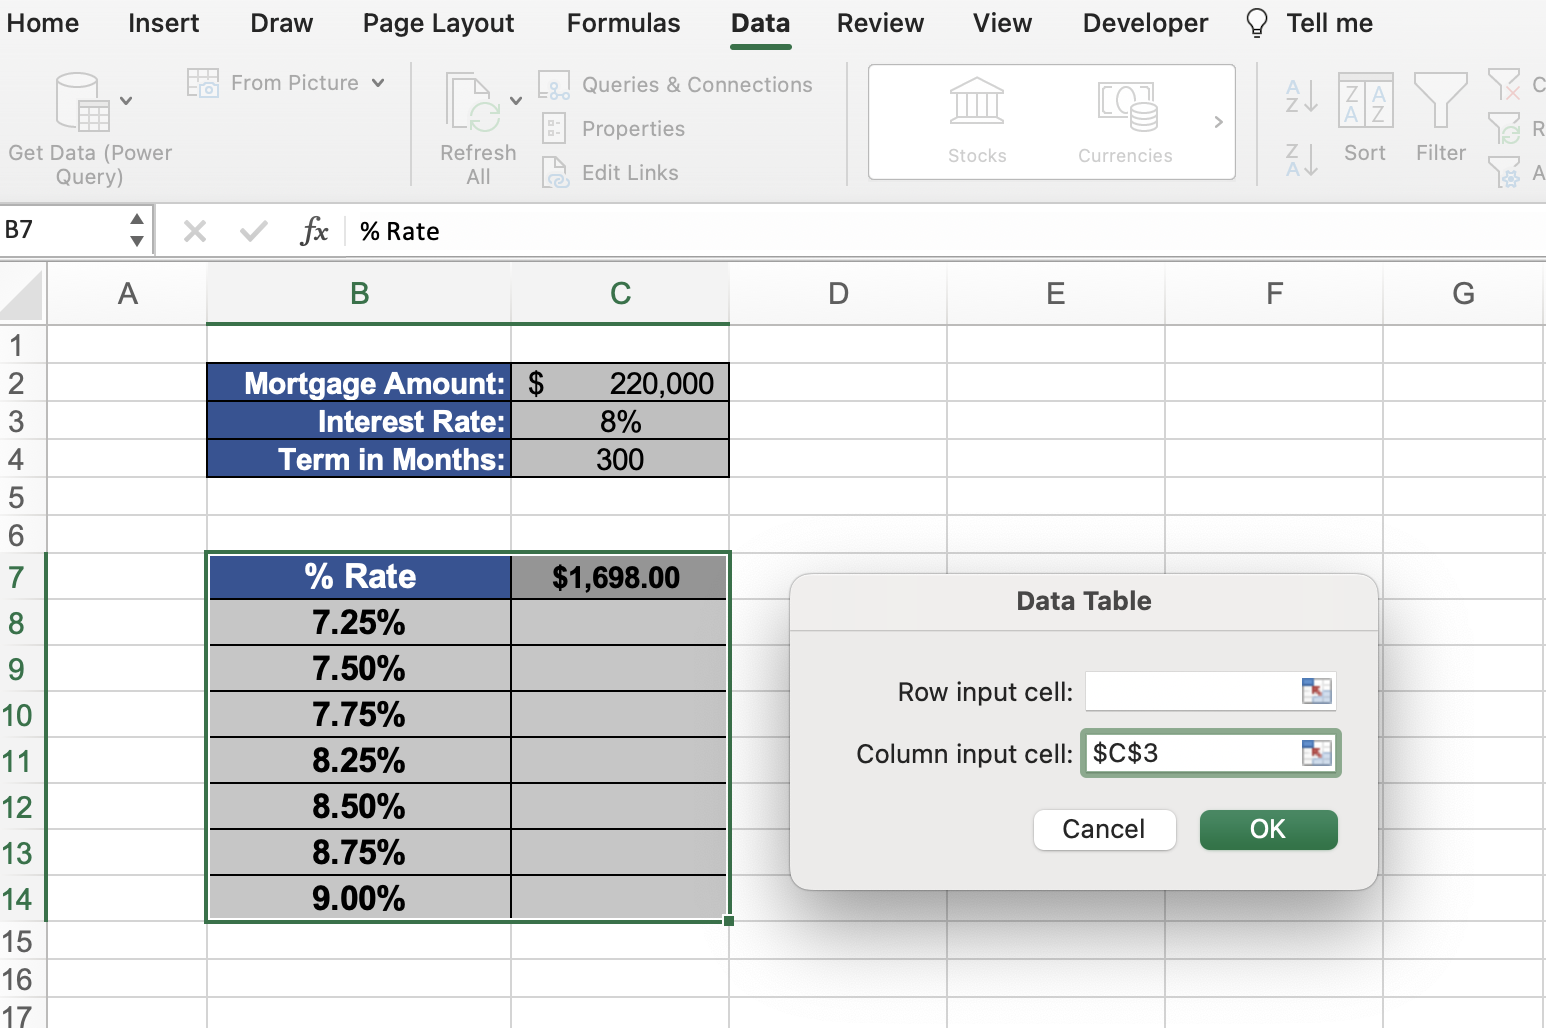 Home Insert Draw Page Layout Formulas Data Review View Developer Tell me
Get Data (Power Query)
From Picture
Refresh All
Queries & Connections
Properties
Edit Links
Stocks
Currencies
A Z
Z A
Z A A Z
Sort
Filter
C
R
A
B7 fx % Rate
A B C D E F G
1
2 Mortgage Amount: $ 220,000
3 Interest Rate: 8%
4 Term in Months: 300
5
6
7 % Rate $1,698.00
8 7.25%
9 7.50%
10 7.75%
11 8.25%
12 8.50%
13 8.75%
14 9.00%
15
16
17
Data Table
Row input cell:
Column input cell: $C$3
Cancel OK